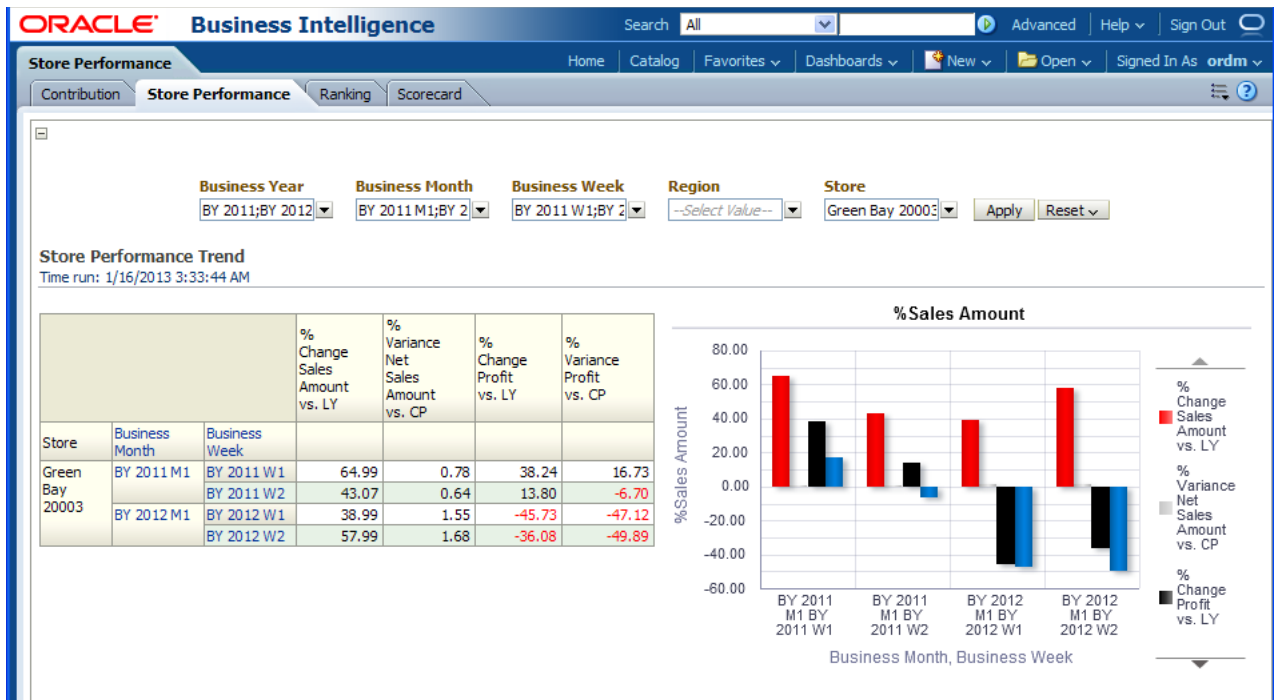 ORACLE Business Intelligence
Search All Advanced Help Sign Out
Store Performance
Home Catalog Favorites Dashboards New Open Signed In As ordm
Contribution Store Performance Ranking Scorecard
Business Year Business Month Business Week Region Store
BY 2011;BY 2012 BY 2011 M1;BY 2 BY 2011 W1;BY 2 --Select Value-- Green Bay 20003 Apply Reset
Store Performance Trend
Time run: 1/16/2013 3:33:44 AM
%
Change
Sales
Amount
vs. LY
%
Variance
Net
Sales
Amount
vs. CP
%
Change
Profit
vs. LY
%
Variance
Profit
vs. CP
Store
Business
Month
Business
Week
Green
Bay
20003
BY 2011 M1 BY 2011 W1 64.99 0.78 38.24 16.73
BY 2011 W2 43.07 0.64 13.80 -6.70
BY 2012 M1 BY 2012 W1 38.99 1.55 -45.73 -47.12
BY 2012 W2 57.99 1.68 -36.08 -49.89
%Sales Amount
%Sales Amount
80.00
60.00
40.00
20.00
0.00
-20.00
-40.00
-60.00
BY 2011
M1 BY
2011 W1
BY 2011
M1 BY
2011 W2
BY 2012
M1 BY
2012 W1
BY 2012
M1 BY
2012 W2
Business Month, Business Week
%
Change
Sales
Amount
vs. LY
%
Variance
Net
Sales
Amount
vs. CP
%
Change
Profit
vs. LY